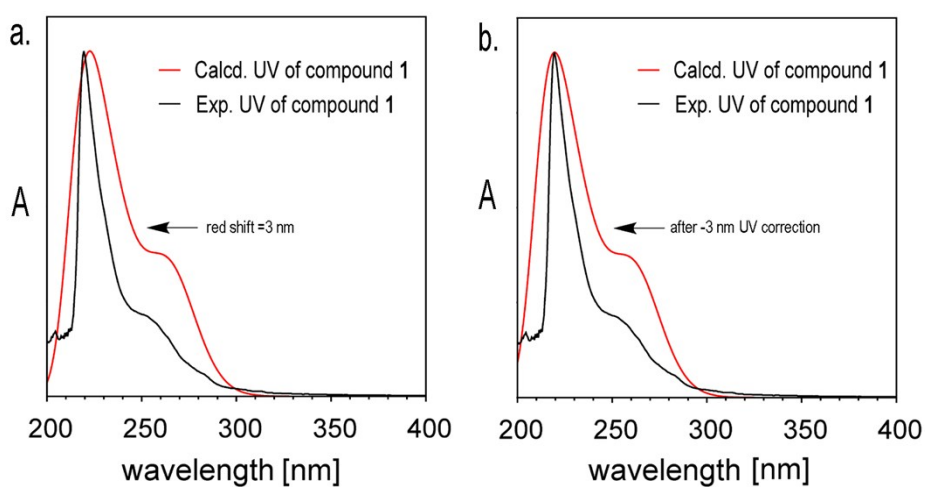 a.
Calcd. UV of compound 1
Exp. UV of compound 1
A
red shift =3 nm
200 250 300 350 400
wavelength [nm]
b.
Calcd. UV of compound 1
Exp. UV of compound 1
A
after -3 nm UV correction
200 250 300 350 400
wavelength [nm]